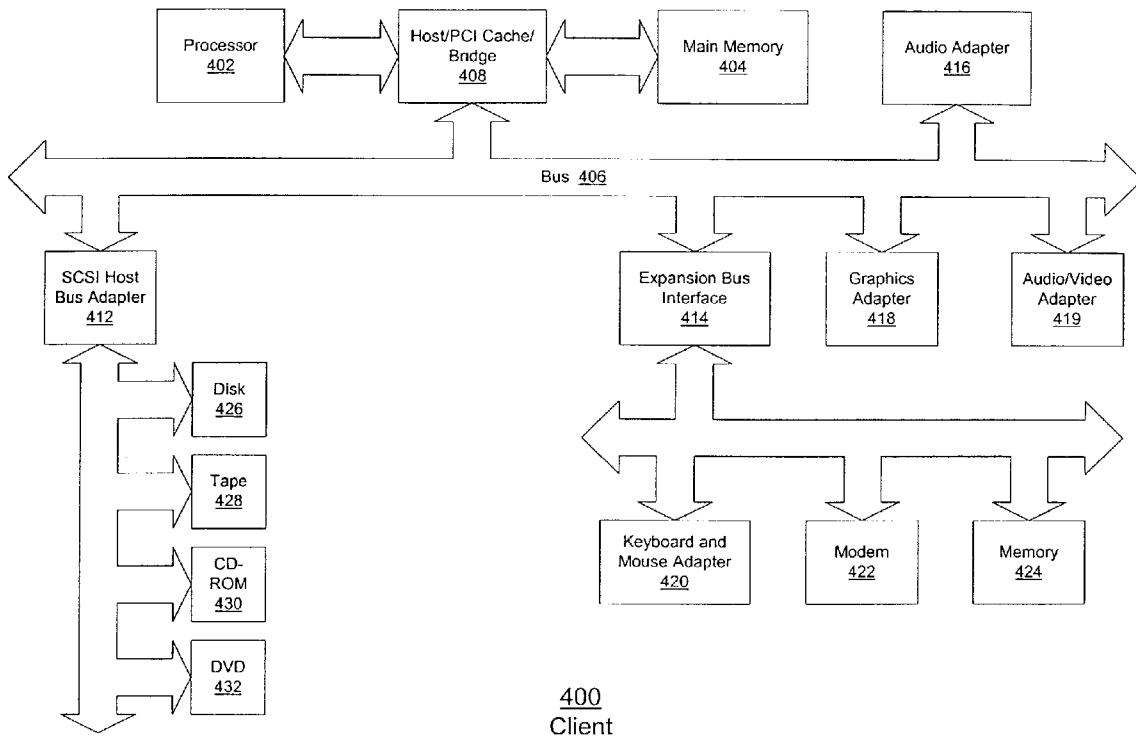 Processor
402
Host/PCI Cache/
Bridge
408
Main Memory
404
Audio Adapter
416
Bus 406
SCSI Host
Bus Adapter
412
Expansion Bus
Interface
414
Graphics
Adapter
418
Audio/Video
Adapter
419
Disk
426
Tape
428
CD-
ROM
430
DVD
432
Keyboard and
Mouse Adapter
420
Modem
422
Memory
424
400
Client